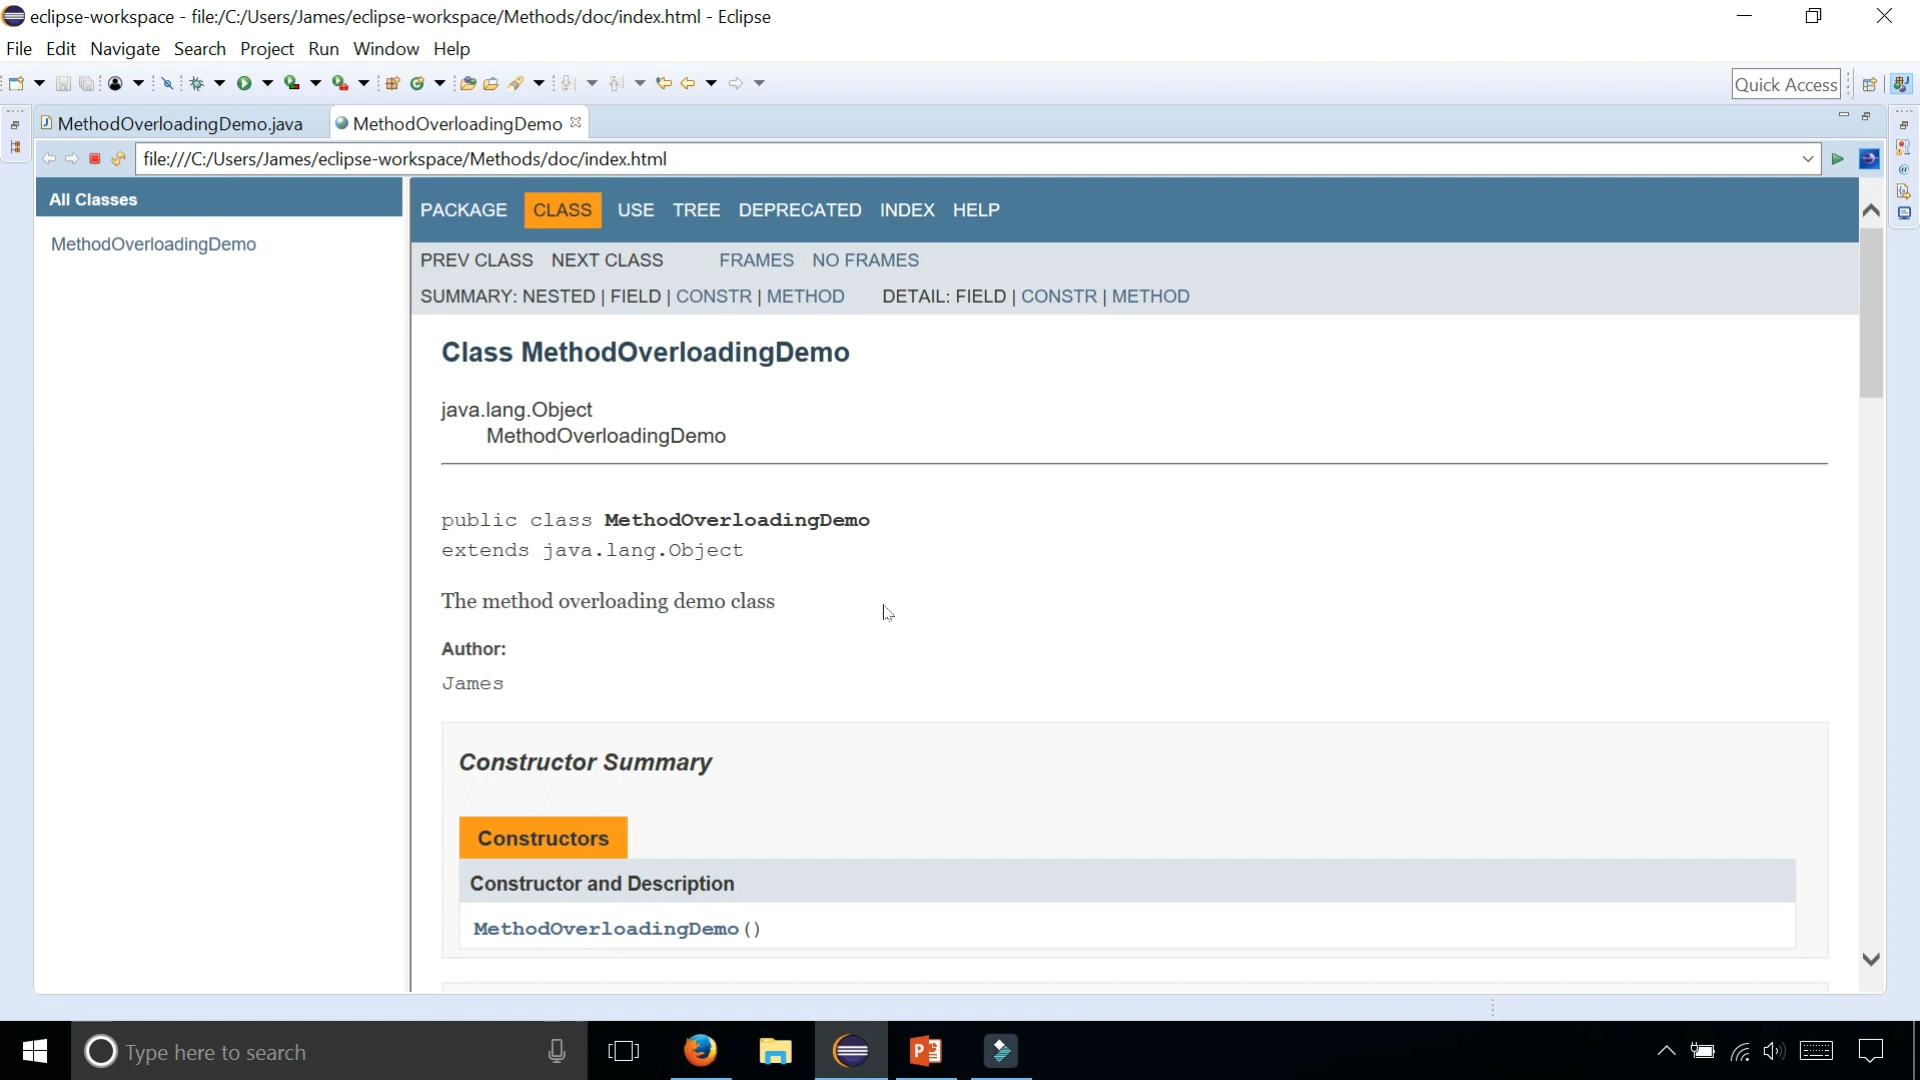 eclipse-workspace - file:/C:/Users/James/eclipse-workspace/Methods/doc/index.html - Eclipse
File Edit Navigate Search Project Run Window Help
Quick Access
MethodOverloadingDemo.java MethodOverloadingDemo
file:///C:/Users/James/eclipse-workspace/Methods/doc/index.html
All Classes
MethodOverloadingDemo
PACKAGE CLASS USE TREE DEPRECATED INDEX HELP
PREV CLASS NEXT CLASS FRAMES NO FRAMES
SUMMARY: NESTED | FIELD | CONSTR | METHOD DETAIL: FIELD | CONSTR | METHOD
Class MethodOverloadingDemo
java.lang.Object
MethodOverloadingDemo
public class MethodOverloadingDemo
extends java.lang.Object
The method overloading demo class
Author:
James
Constructor Summary
Constructors
Constructor and Description
MethodOverloadingDemo()
Type here to search